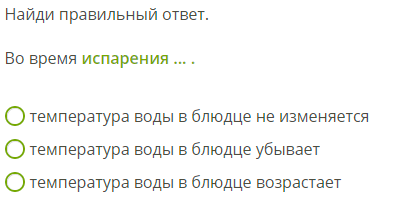 Найди правильный ответ.
Во время испарения ... .
температура воды в блюдце не изменяется
температура воды в блюдце убывает
температура воды в блюдце возрастает